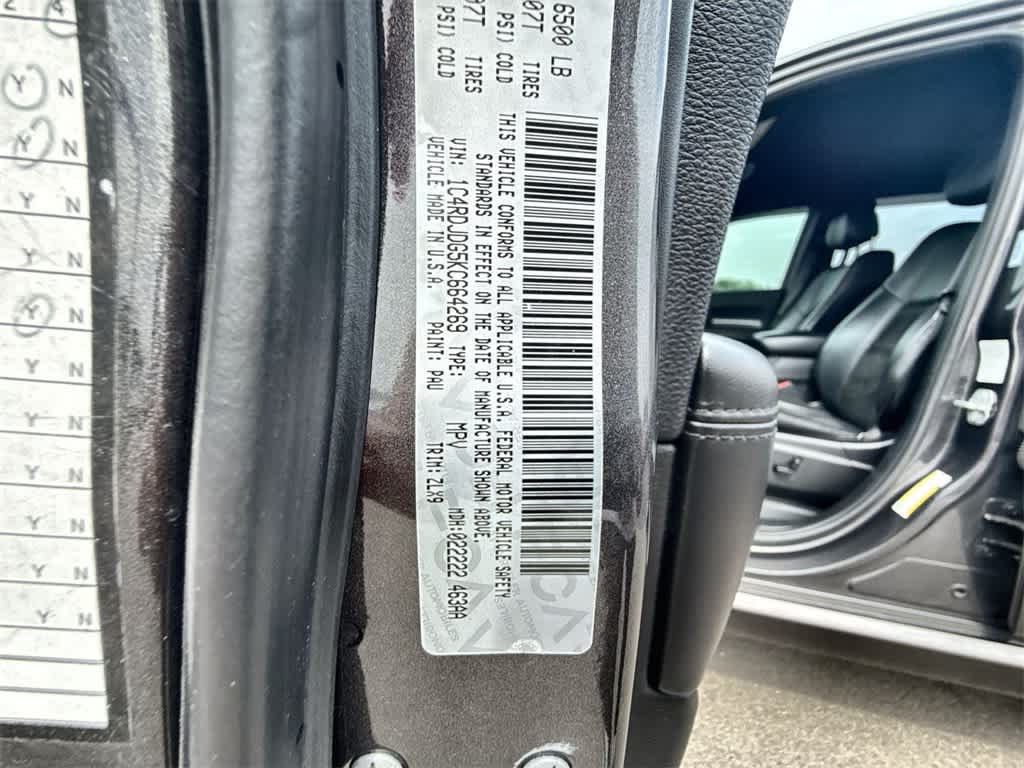 6500 LB
07T TIRES
PSI) COLD
97T TIRES
PSI) COLD
THIS VEHICLE CONFORMS TO ALL APPLICABLE U.S.A. FEDERAL MOTOR VEHICLE SAFETY
STANDARDS IN EFFECT ON THE DATE OF MANUFACTURE SHOWN ABOVE.
VIN: 1C4RDJDG5KC664269 TYPE: MPV MDH: 022222 463AA
VEHICLE MADE IN U.S.A. PAINT: PAU TRIM: ZLX9
2 4
Y N
Y N
Y N
Y N
Y N
Y N
Y N
Y N
Y N
Y N